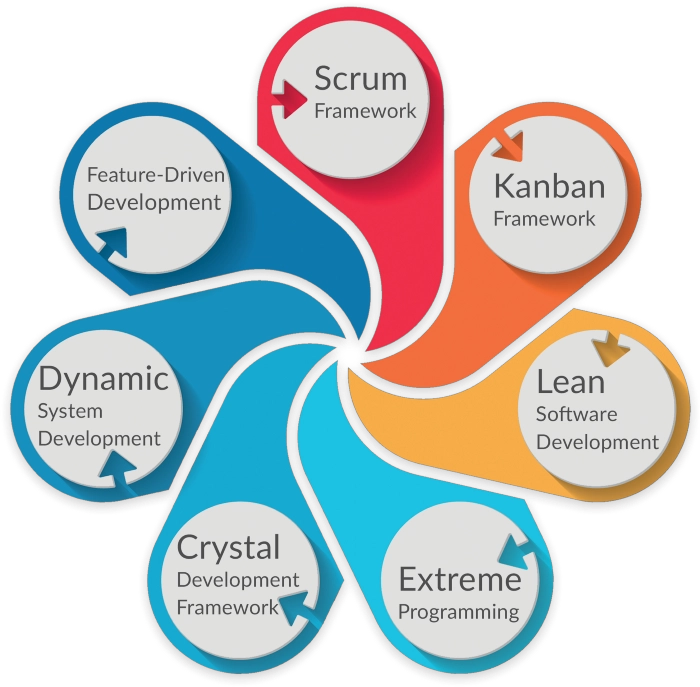 Scrum
Framework
Kanban
Framework
Lean
Software
Development
Extreme
Programming
Crystal
Development
Framework
Dynamic
System
Development
Feature-Driven
Development